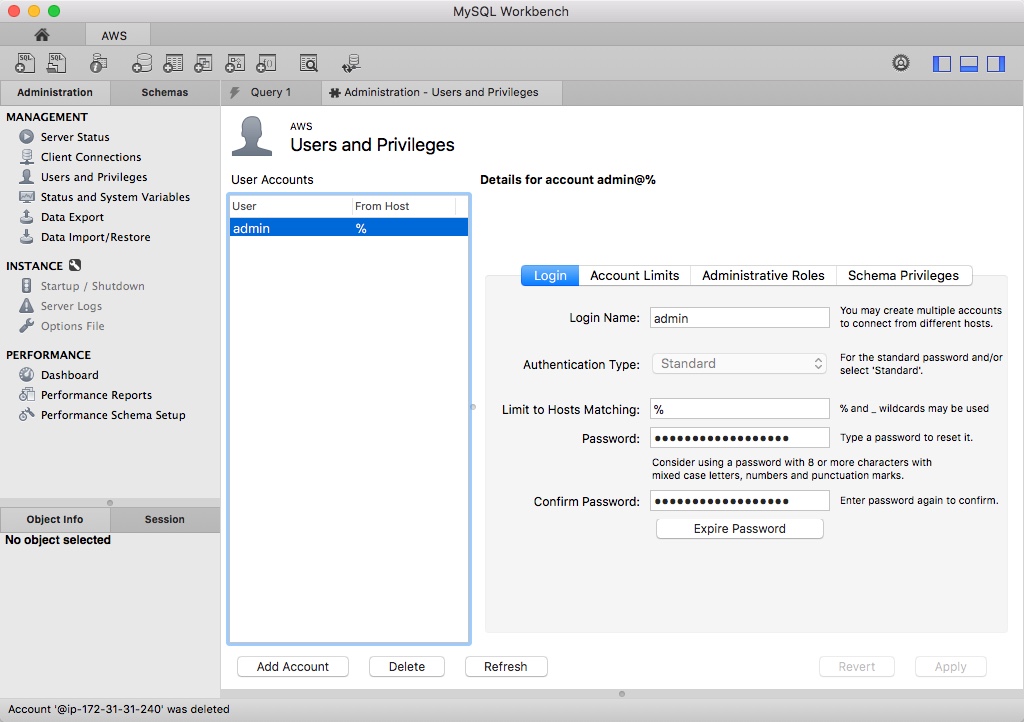 MySQL Workbench
AWS
SQL
SQL
Administration
Schemas
Query 1
Administration - Users and Privileges
MANAGEMENT
Server Status
Client Connections
Users and Privileges
Status and System Variables
Data Export
Data Import/Restore
INSTANCE
Startup / Shutdown
Server Logs
Options File
PERFORMANCE
Dashboard
Performance Reports
Performance Schema Setup
Object Info
Session
No object selected
AWS
Users and Privileges
User Accounts
User From Host
admin %
Add Account
Delete
Refresh
Details for account admin@%
Login
Account Limits
Administrative Roles
Schema Privileges
Login Name: admin
You may create multiple accounts
to connect from different hosts.
Authentication Type: Standard
For the standard password and/or
select 'Standard'.
Limit to Hosts Matching: %
% and _ wildcards may be used
Password: ●●●●●●●●●●●●●●●●●●
Type a password to reset it.
Consider using a password with 8 or more characters with
mixed case letters, numbers and punctuation marks.
Confirm Password: ●●●●●●●●●●●●●●●●●●
Enter password again to confirm.
Expire Password
Revert
Apply
Account '@ip-172-31-31-240' was deleted